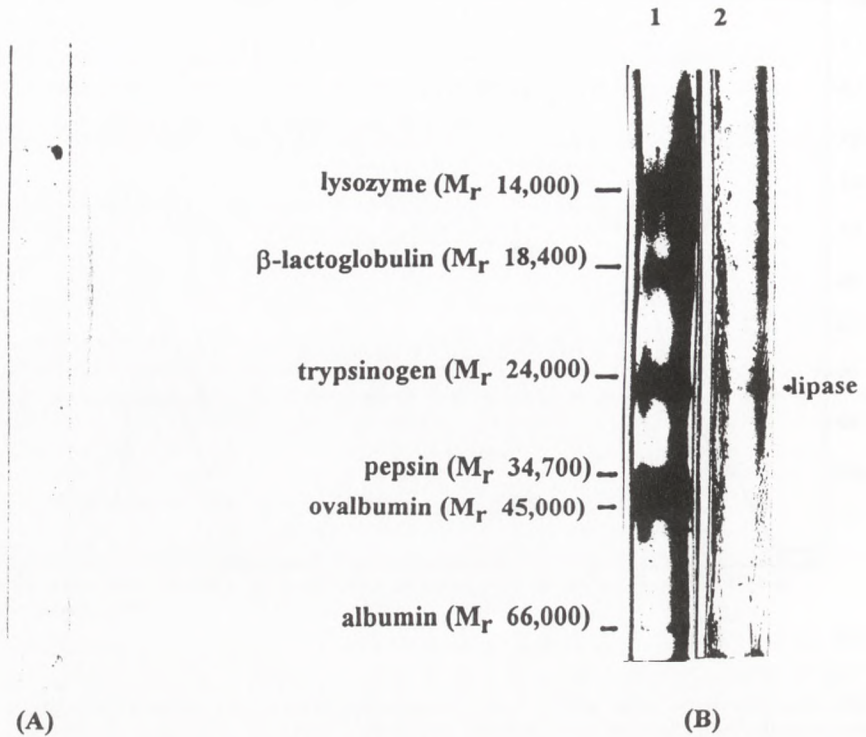 1 2
lysozyme (Mr 14,000)
β-lactoglobulin (Mr 18,400)
trypsinogen (Mr 24,000)
lipase
pepsin (Mr 34,700)
ovalbumin (Mr 45,000)
albumin (Mr 66,000)
(A) (B)